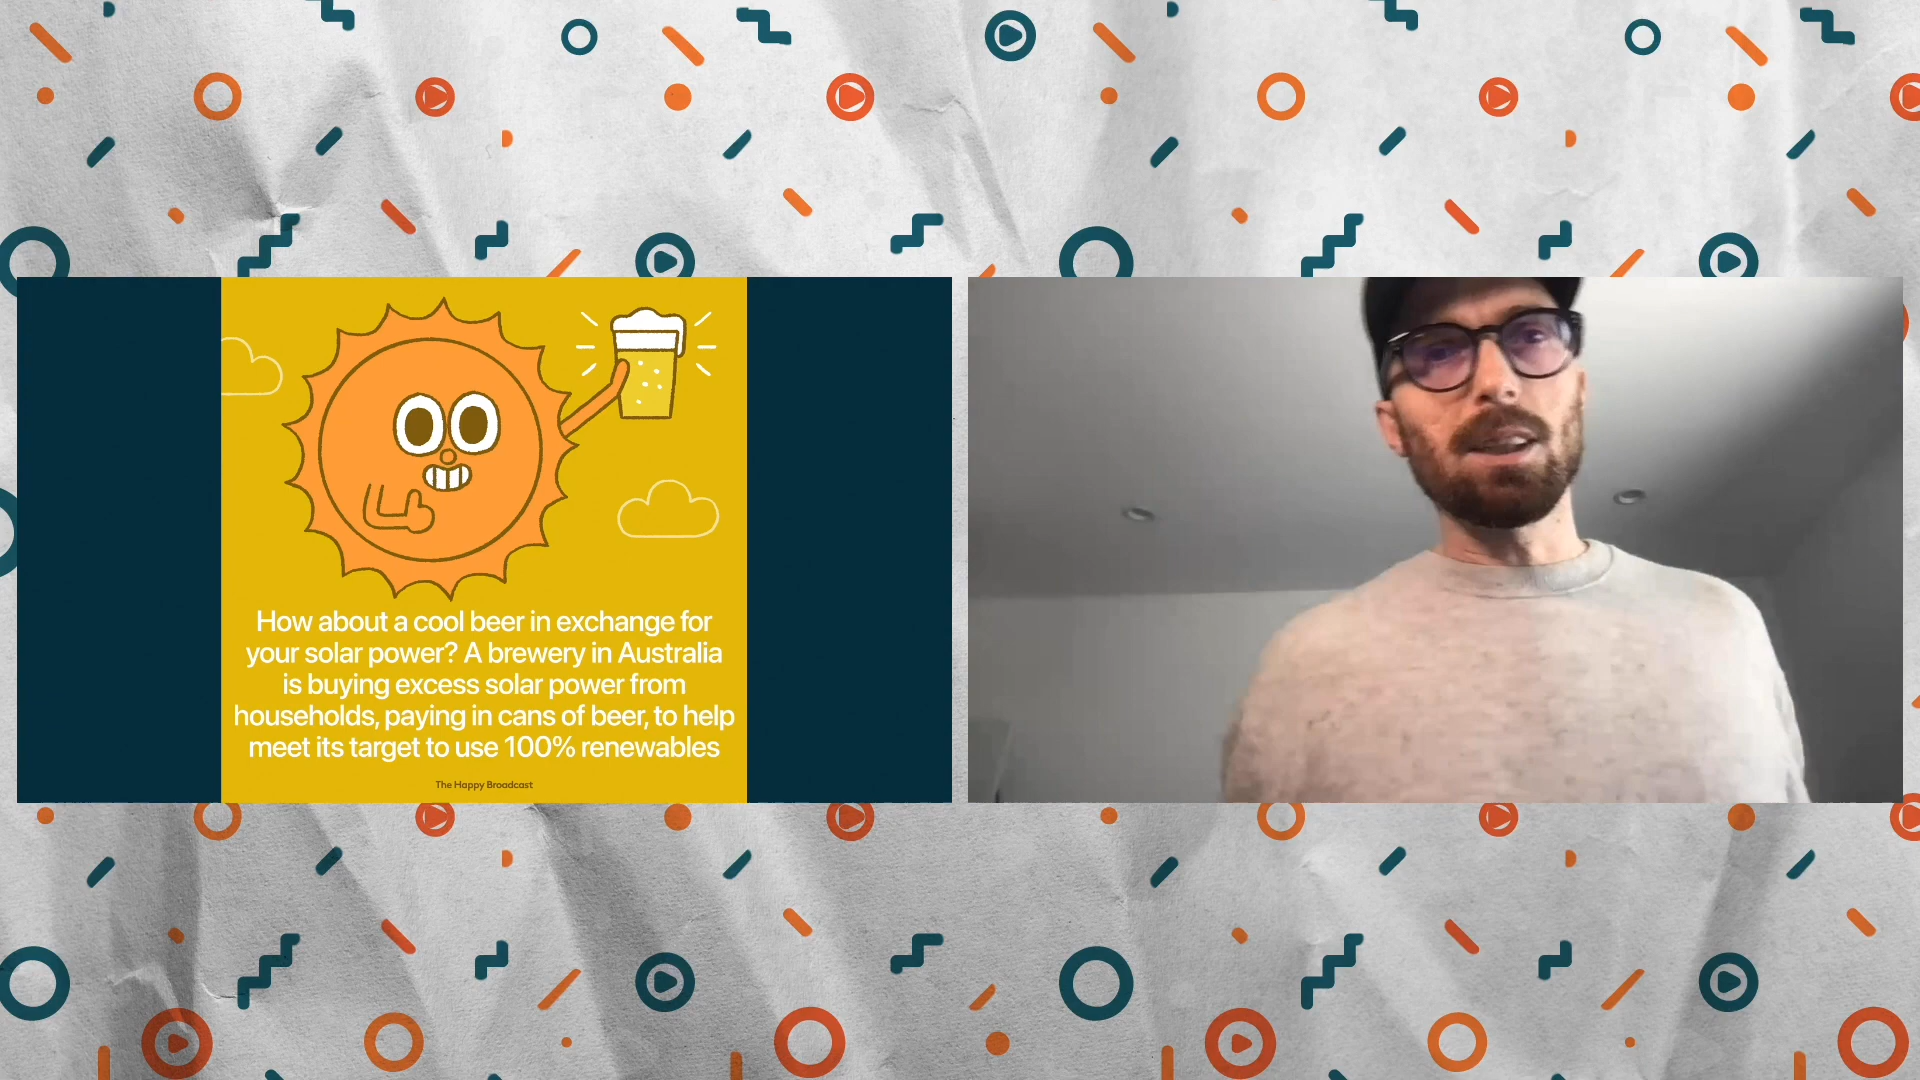 How about a cool beer in exchange for
your solar power? A brewery in Australia
is buying excess solar power from
households, paying in cans of beer, to help
meet its target to use 100% renewables
The Happy Broadcast